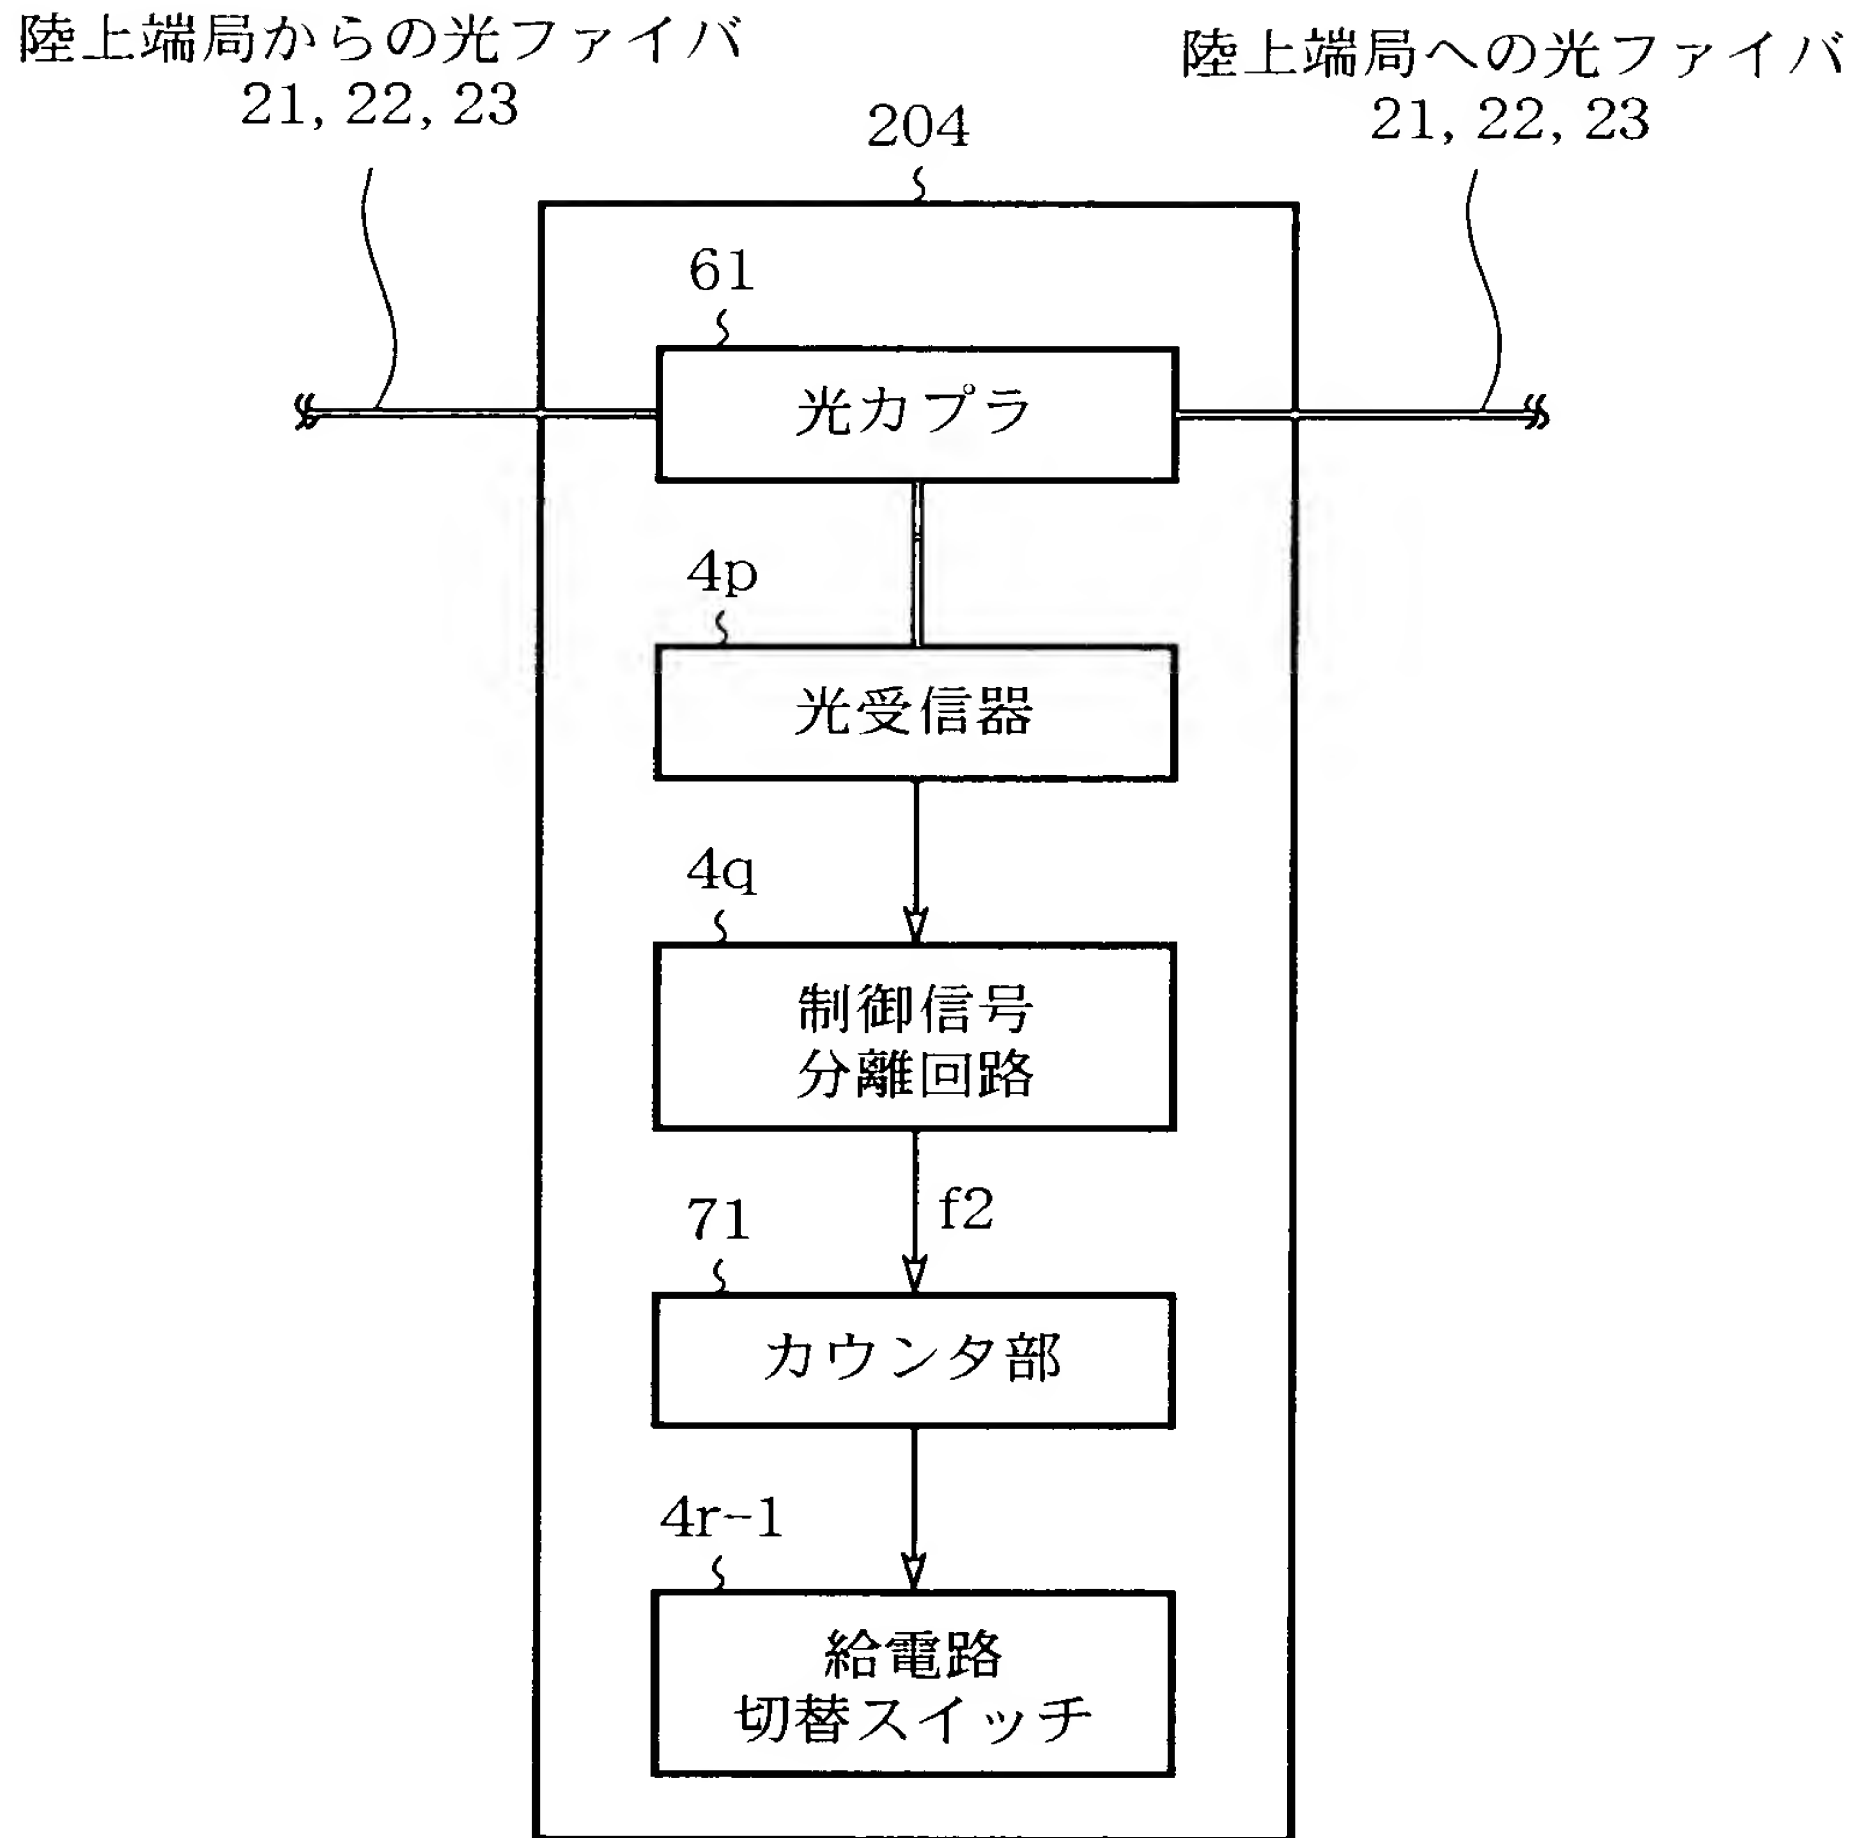 陸上端局からの光ファイバ
21, 22, 23
陸上端局への光ファイバ
21, 22, 23
204
61
光カプラ
4p
光受信器
4q
制御信号
分離回路
f2
71
カウンタ部
4r-1
給電路
切替スイッチ